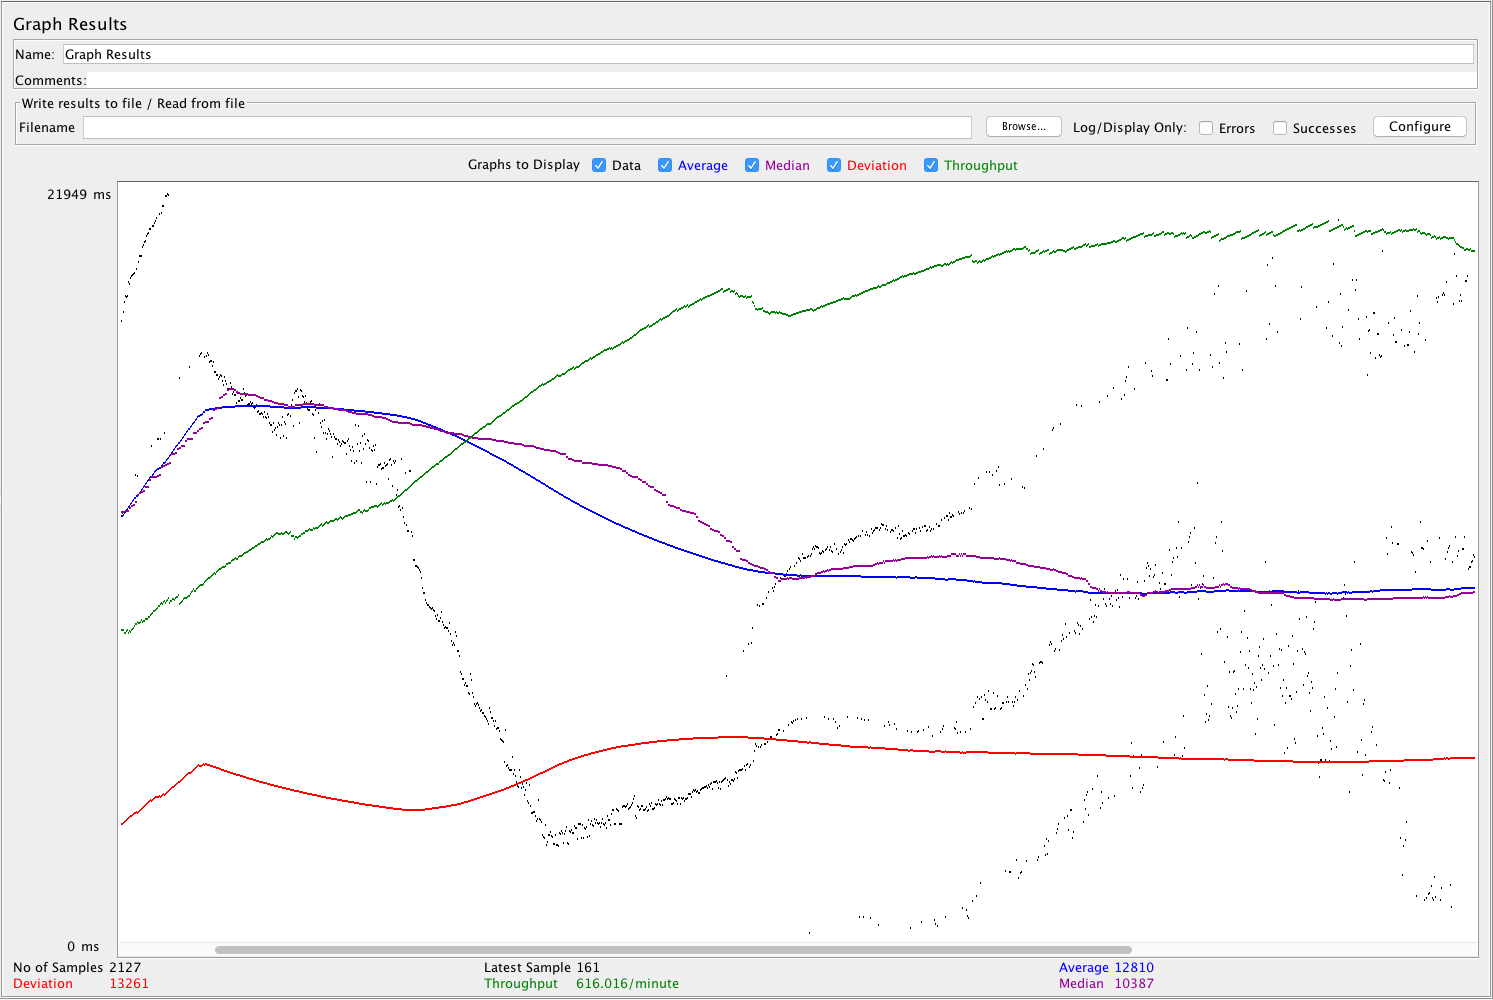 Graph Results
Name: Graph Results
Comments:
Write results to file / Read from file
Filename Browse... Log/Display Only: Errors Successes Configure
Graphs to Display Data Average Median Deviation Throughput
21949 ms
0 ms
No of Samples 2127 Latest Sample 161 Average 12810
Deviation 13261 Throughput 616.016/minute Median 10387